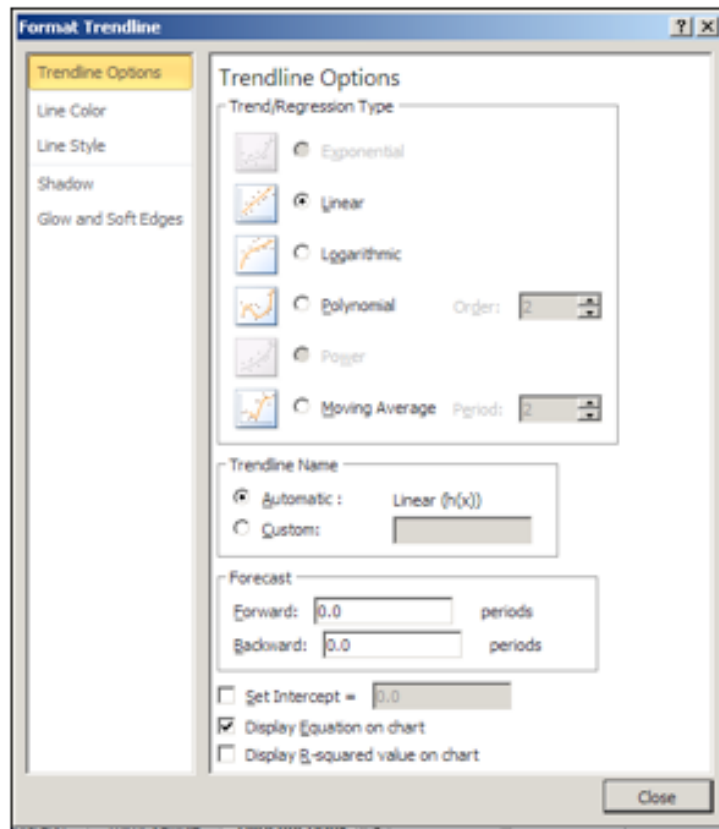 Format Trendline
Trendline Options
Line Color
Line Style
Shadow
Glow and Soft Edges
Trendline Options
Trend/Regression Type
Exponential
Linear
Logarithmic
Polynomial Order: 2
Power
Moving Average Period: 2
Trendline Name
Automatic : Linear (h(x))
Custom:
Forecast
Forward: 0.0 periods
Backward: 0.0 periods
Set Intercept = 0.0
Display Equation on chart
Display R-squared value on chart
Close